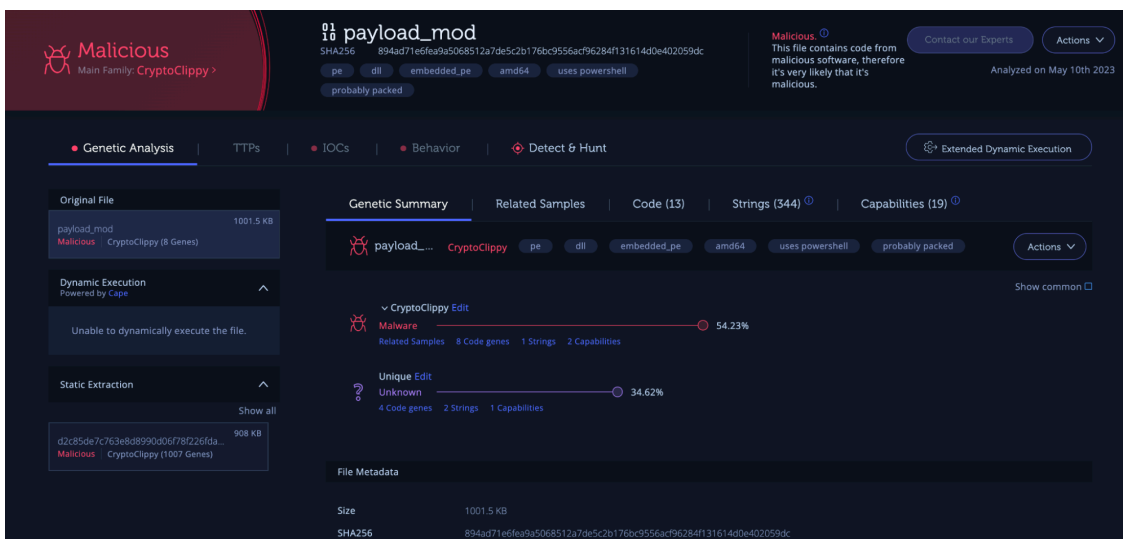 Malicious
Main Family: CryptoClippy >
payload_mod
SHA256 894ad71e6fea9a5068512a7de5c2b176bc9556acf96284f131614d0e402059dc
pe dll embedded_pe amd64 uses powershell
probably packed
Malicious.
This file contains code from
malicious software, therefore
it's very likely that it's
malicious.
Contact our Experts
Actions
Analyzed on May 10th 2023
Genetic Analysis | TTPs | IOCs | Behavior | Detect & Hunt
Extended Dynamic Execution
Original File
payload_mod 1001.5 KB
Malicious | CryptoClippy (8 Genes)
Dynamic Execution
Powered by Cape
Unable to dynamically execute the file.
Static Extraction
Show all
d2c85de7c763e8d8990d06f78f226fda... 908 KB
Malicious | CryptoClippy (1007 Genes)
Genetic Summary | Related Samples | Code (13) | Strings (344) | Capabilities (19)
payload_... CryptoClippy pe dll embedded_pe amd64 uses powershell probably packed
Actions
Show common
CryptoClippy Edit
Malware 54.23%
Related Samples 8 Code genes 1 Strings 2 Capabilities
Unique Edit
Unknown 34.62%
4 Code genes 2 Strings 1 Capabilities
File Metadata
Size 1001.5 KB
SHA256 894ad71e6fea9a5068512a7de5c2b176bc9556acf96284f131614d0e402059dc